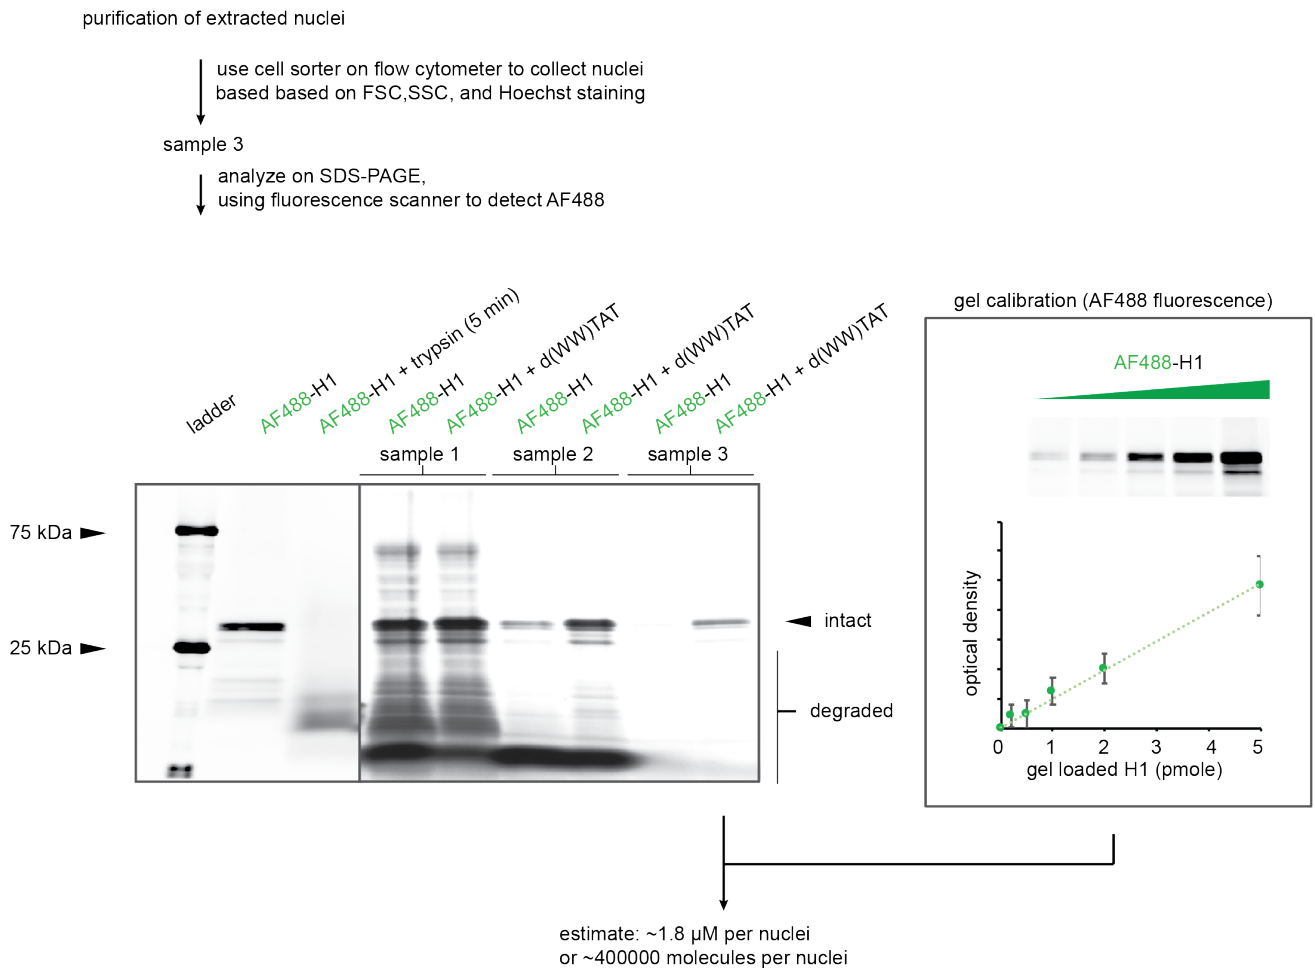 purification of extracted nuclei
use cell sorter on flow cytometer to collect nuclei
based based on FSC,SSC, and Hoechst staining
sample 3
analyze on SDS-PAGE,
using fluorescence scanner to detect AF488
ladder
AF488-H1
AF488-H1 + trypsin (5 min)
AF488-H1
AF488-H1 + d(WW)TAT
AF488-H1
AF488-H1 + d(WW)TAT
AF488-H1
AF488-H1 + d(WW)TAT
sample 1
sample 2
sample 3
75 kDa
25 kDa
intact
degraded
gel calibration (AF488 fluorescence)
AF488-H1
optical density
0 1 2 3 4 5
gel loaded H1 (pmole)
estimate: ~1.8 µM per nuclei
or ~400000 molecules per nuclei